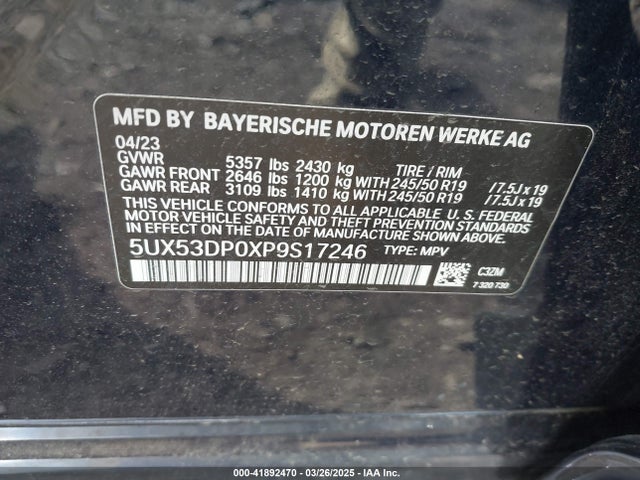 MFD BY BAYERISCHE MOTOREN WERKE AG
04/23
GVWR 5357 lbs 2430 kg TIRE / RIM
GAWR FRONT 2646 lbs 1200 kg WITH 245/50 R19 / 7.5J x 19
GAWR REAR 3109 lbs 1410 kg WITH 245/50 R19 / 7.5J x 19
THIS VEHICLE CONFORMS TO ALL APPLICABLE U. S. FEDERAL
MOTOR VEHICLE SAFETY, BUMPER, AND THEFT PREVENTION
STANDARDS IN EFFECT ON THE DATE OF MANUFACTURE SHOWN ABOVE.
5UX53DP0XP9S17246 TYPE: MPV
C3ZM
7 320 730
000-41892470 • 03/26/2025 • IAA Inc.